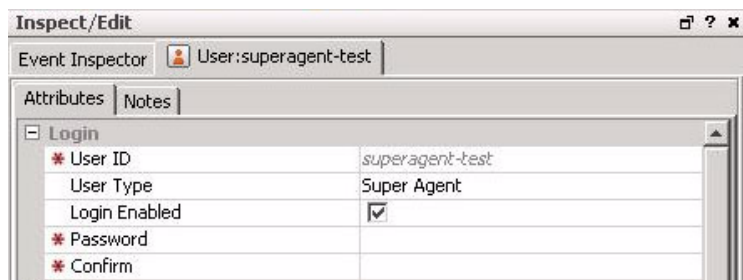 Inspect/Edit ? x
Event Inspector User:superagent-test
Attributes Notes
Login
* User ID superagent-test
User Type Super Agent
Login Enabled
* Password
* Confirm